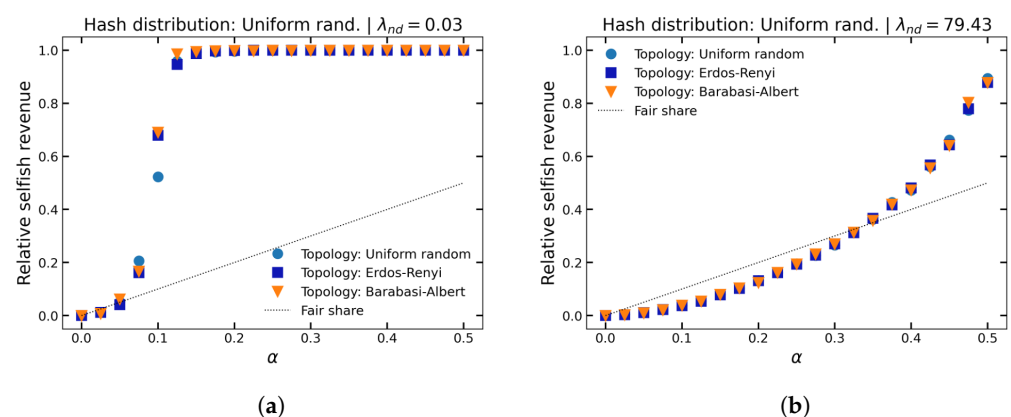 Hash distribution: Uniform rand. | λnd = 0.03
Relative selfish revenue
1.0
0.8
0.6
0.4
0.2
0.0
Topology: Uniform random
Topology: Erdos-Renyi
Topology: Barabasi-Albert
Fair share
0.0 0.1 0.2 0.3 0.4 0.5
α
(a)
Hash distribution: Uniform rand. | λnd = 79.43
Relative selfish revenue
1.0
0.8
0.6
0.4
0.2
0.0
Topology: Uniform random
Topology: Erdos-Renyi
Topology: Barabasi-Albert
Fair share
0.0 0.1 0.2 0.3 0.4 0.5
α
(b)